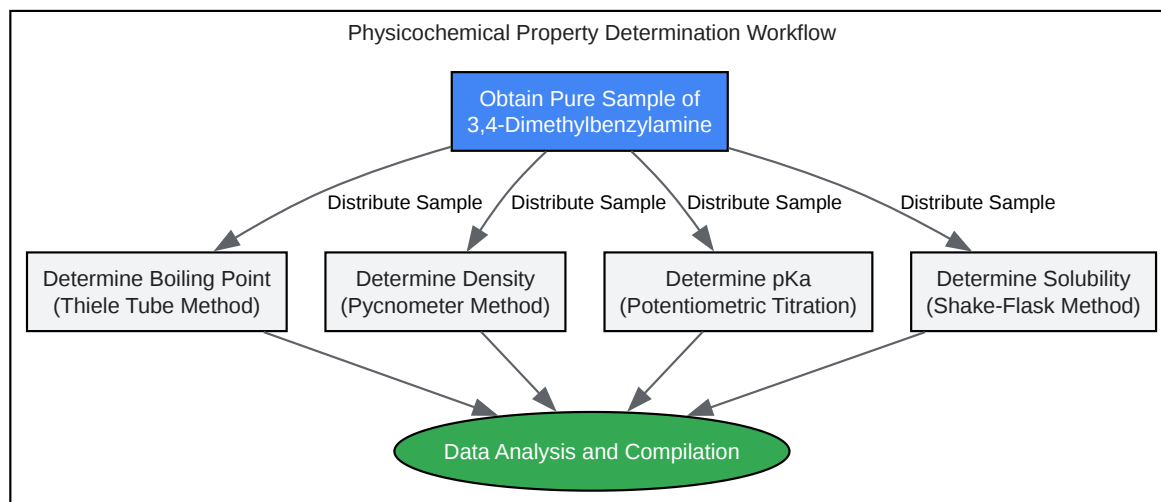 Physicochemical Property Determination Workflow
Obtain Pure Sample of
3,4-Dimethylbenzylamine
Distribute Sample
Distribute Sample
Distribute Sample
Distribute Sample
Determine Boiling Point
(Thiele Tube Method)
Determine Density
(Pycnometer Method)
Determine pKa
(Potentiometric Titration)
Determine Solubility
(Shake-Flask Method)
Data Analysis and Compilation